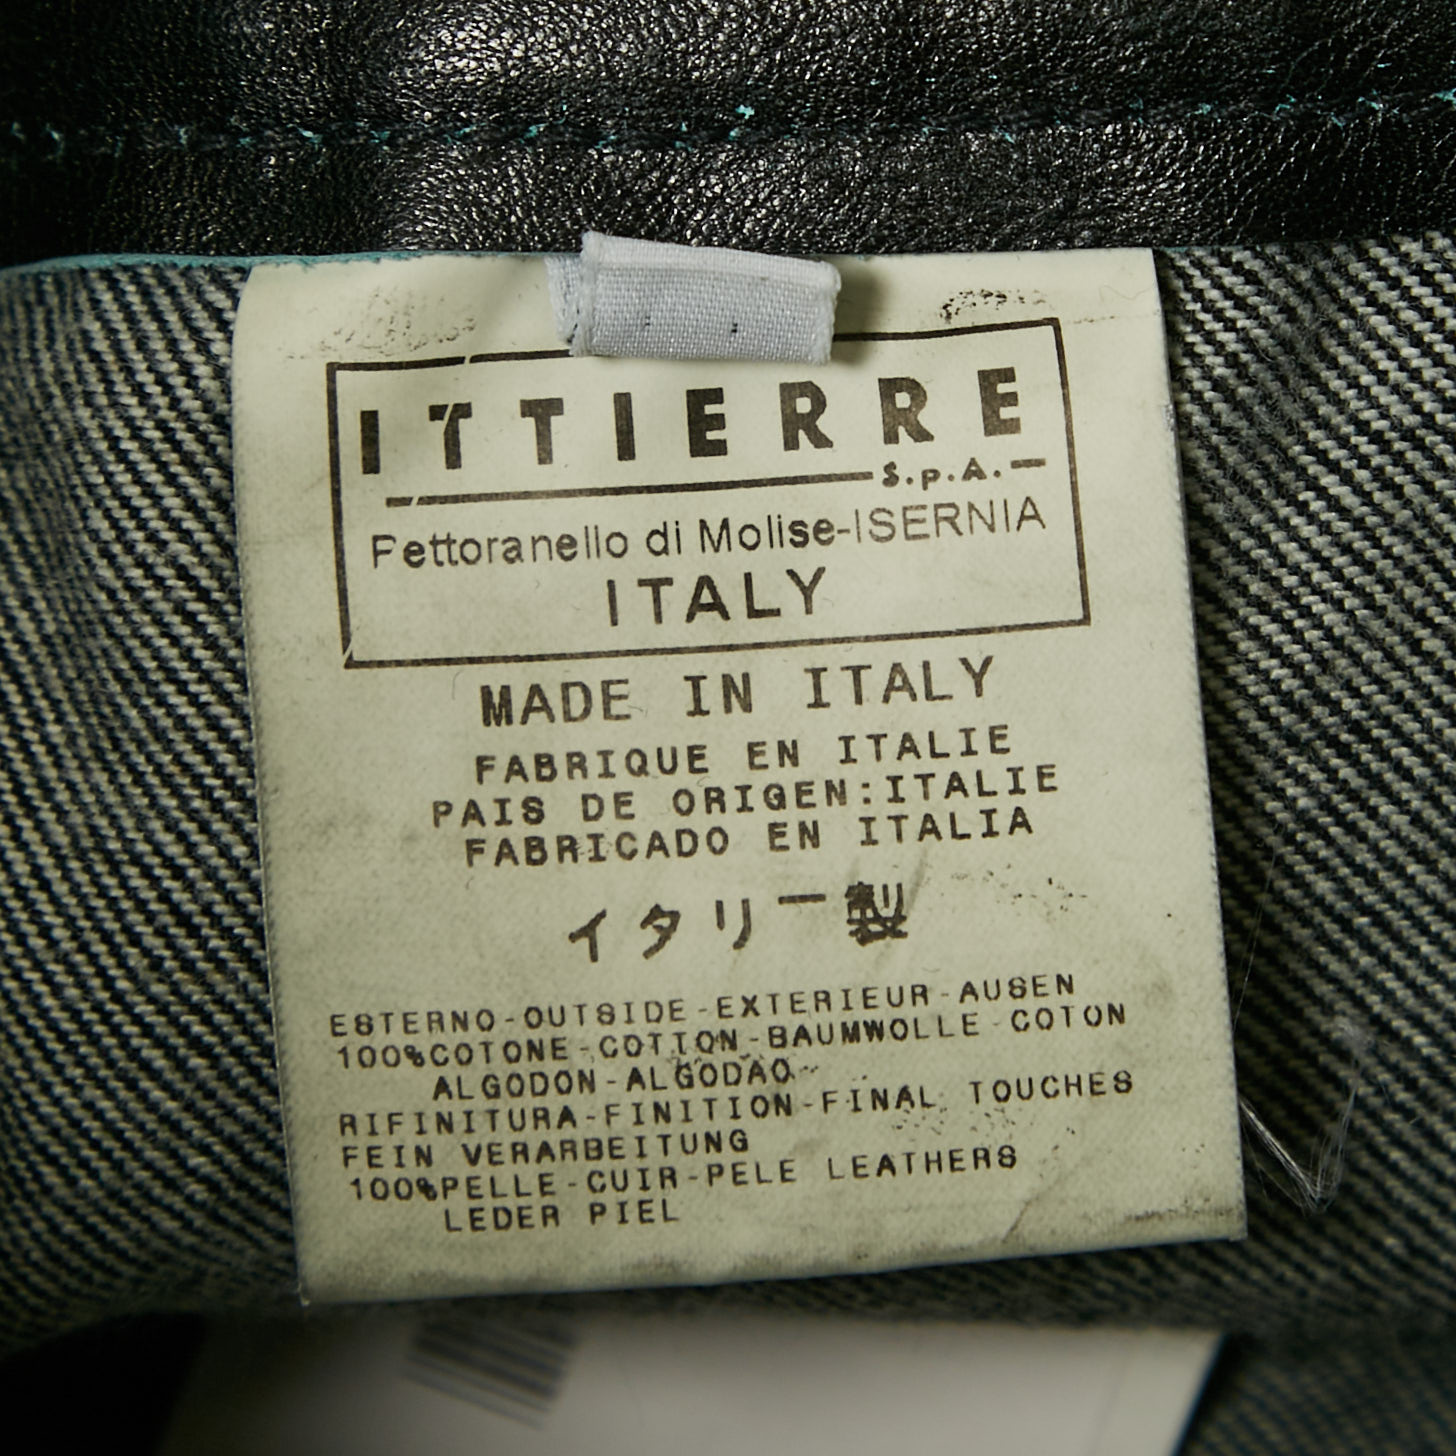 ITTIERRE
S.p.A.
Pettoranello di Molise-ISERNIA
ITALY
MADE IN ITALY
FABRIQUE EN ITALIE
PAIS DE ORIGEN:ITALIE
FABRICADO EN ITALIA
イタリー製
ESTERNO-OUTSIDE-EXTERIEUR-AUSEN
100%COTONE-COTTON-BAUMWOLLE-COTON
ALGODON-ALGODAO
RIFINITURA-FINITION-FINAL TOUCHES
FEIN VERARBEITUNG
100%PELLE-CUIR-PELE LEATHERS
LEDER PIEL